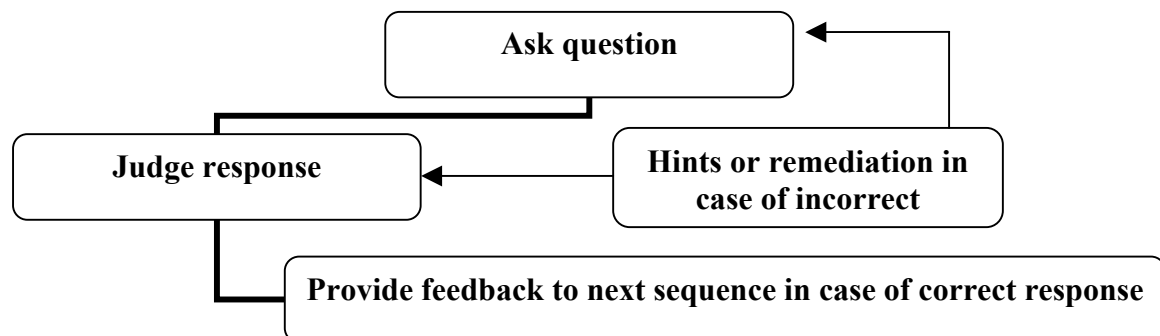 Ask question
Judge response
Hints or remediation in
case of incorrect
Provide feedback to next sequence in case of correct response